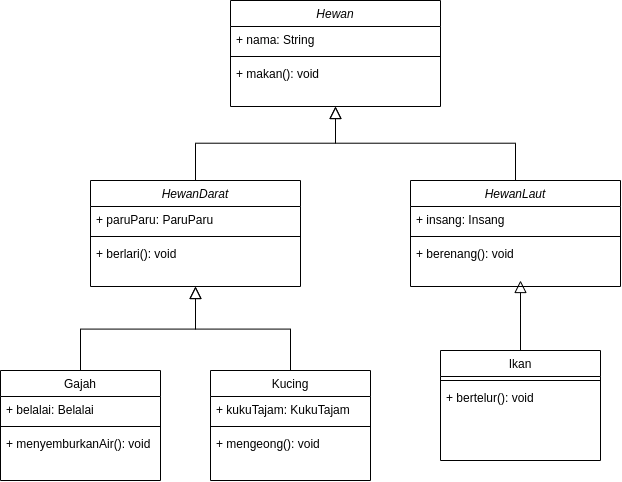 Hewan
+ nama: String
+ makan(): void
HewanDarat
+ paruParu: ParuParu
+ berlari(): void
HewanLaut
+ insang: Insang
+ berenang(): void
Gajah
+ belalai: Belalai
+ menyemburkanAir(): void
Kucing
+ kukuTajam: KukuTajam
+ mengeong(): void
Ikan
+ bertelur(): void